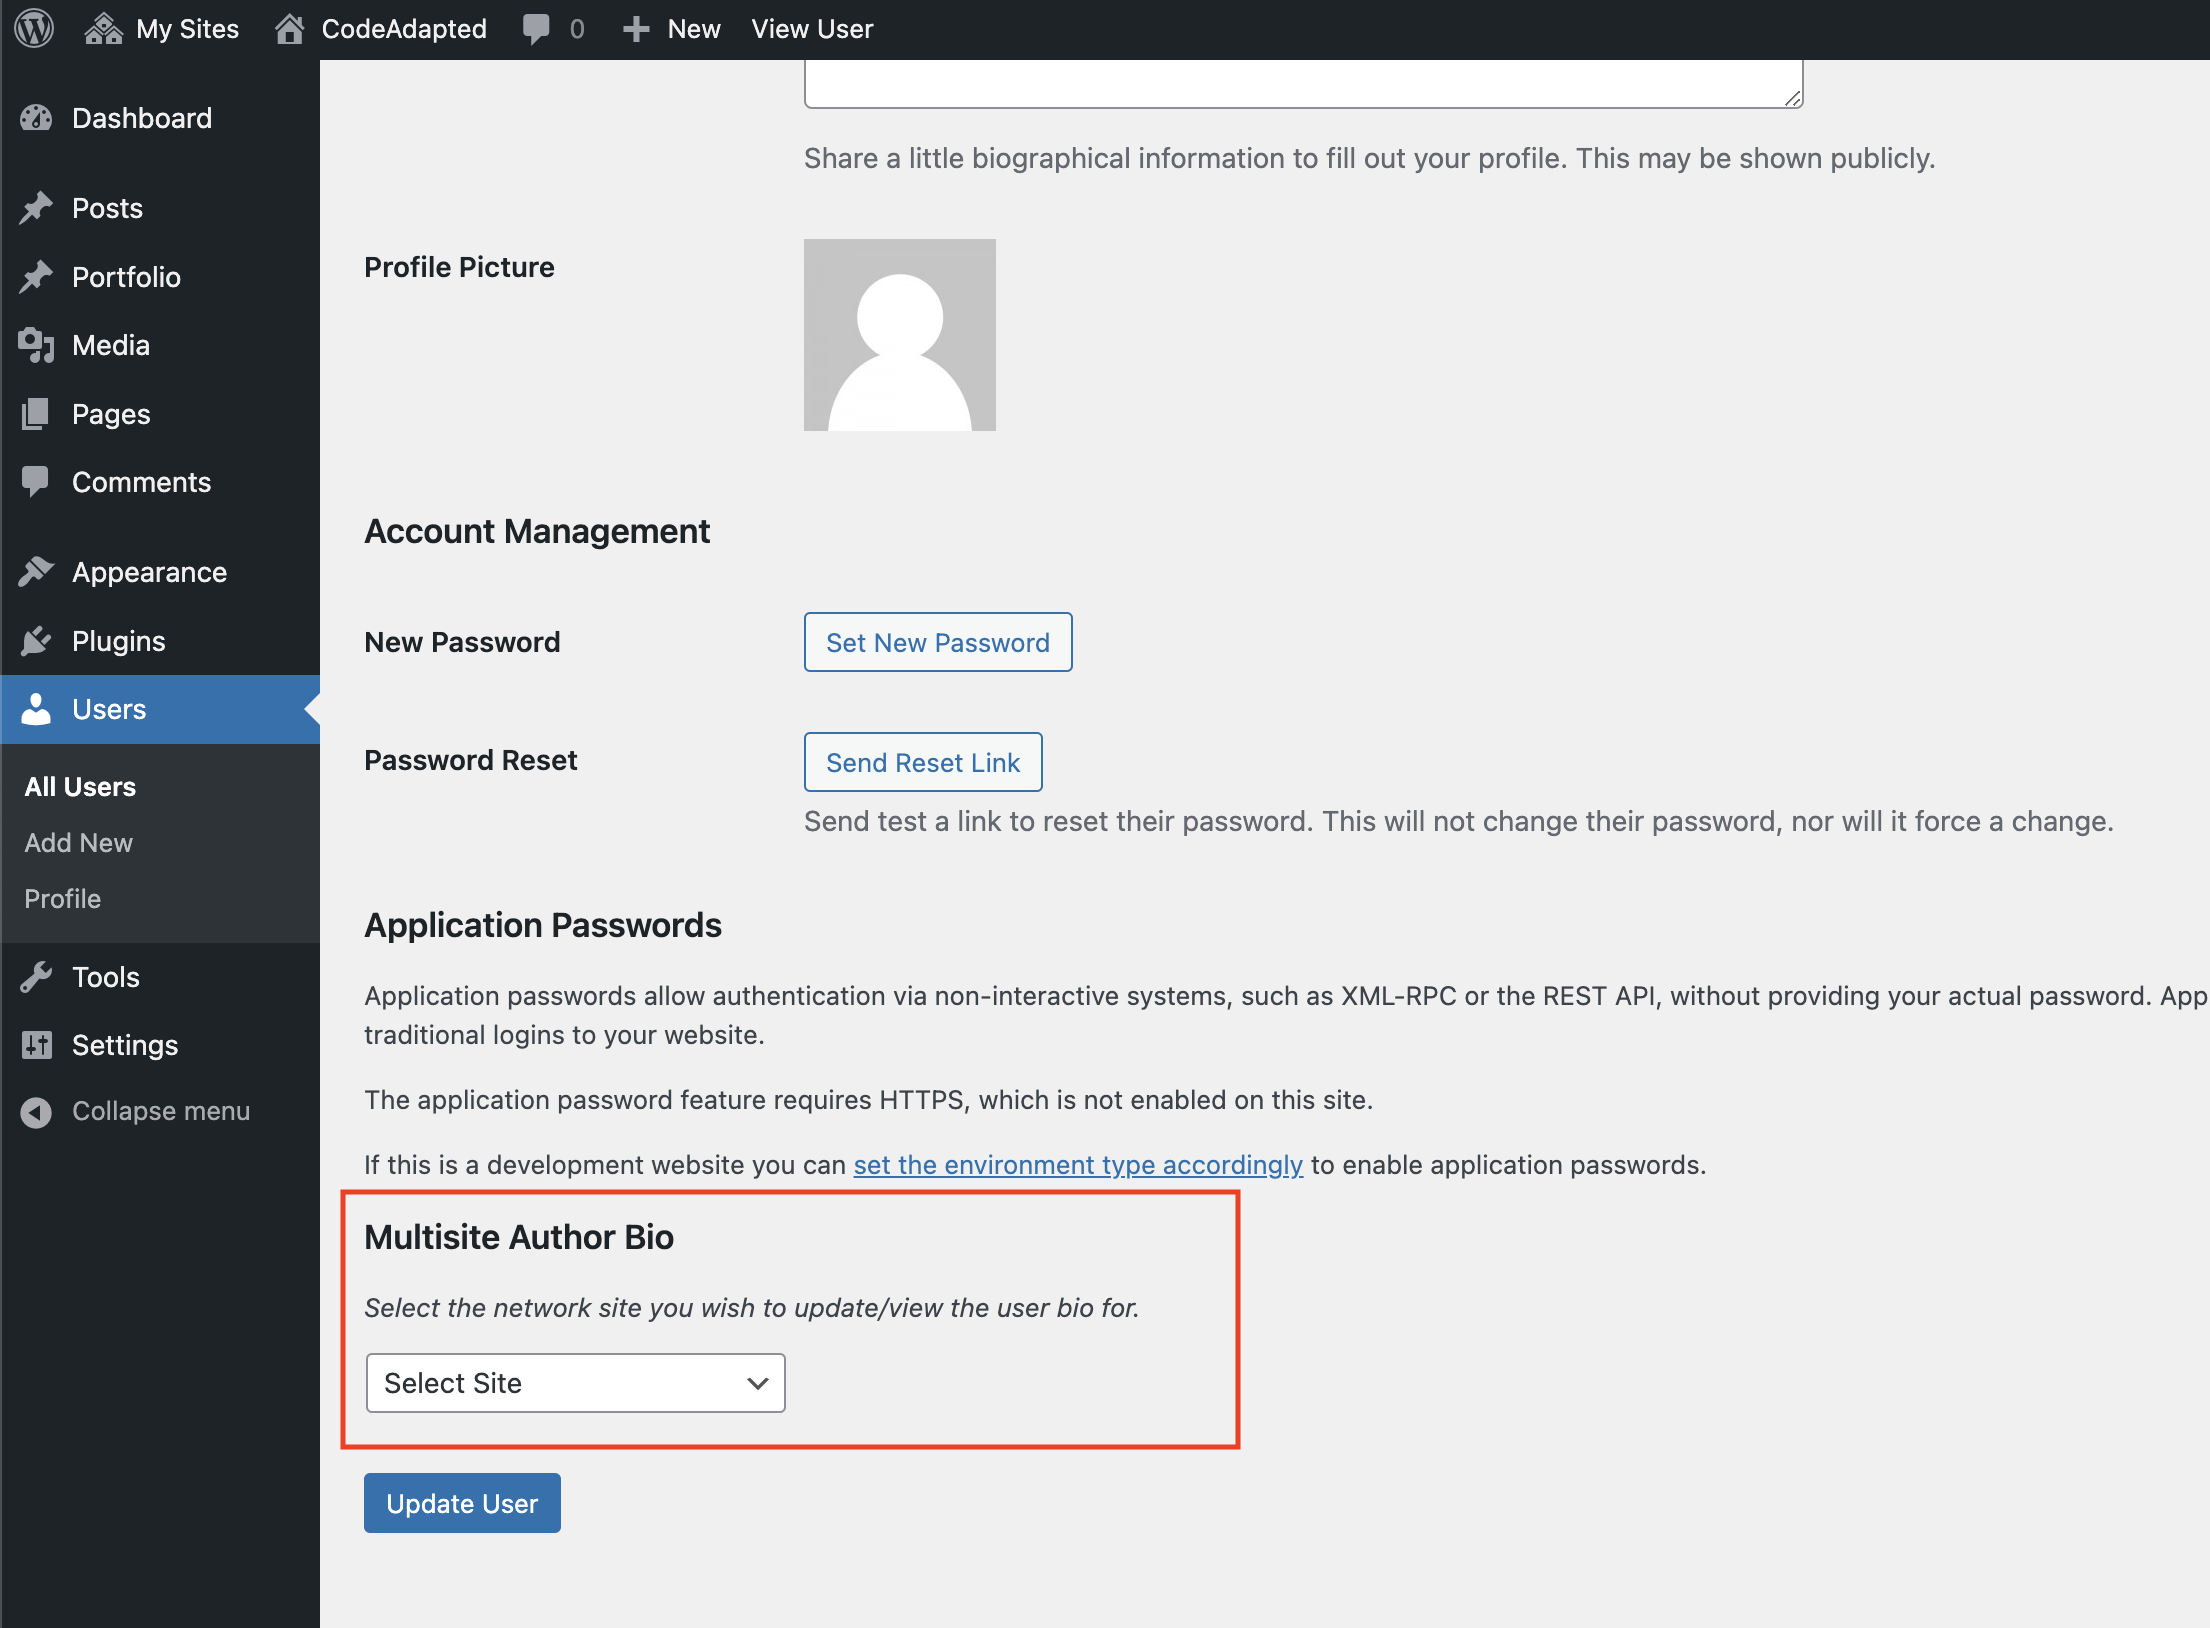 My Sites
CodeAdapted
0
New
View User
Dashboard
Posts
Portfolio
Media
Pages
Comments
Appearance
Plugins
Users
All Users
Add New
Profile
Tools
Settings
Collapse menu
Share a little biographical information to fill out your profile. This may be shown publicly.
Profile Picture
Account Management
New Password
Set New Password
Password Reset
Send Reset Link
Send test a link to reset their password. This will not change their password, nor will it force a change.
Application Passwords
Application passwords allow authentication via non-interactive systems, such as XML-RPC or the REST API, without providing your actual password. App
traditional logins to your website.
The application password feature requires HTTPS, which is not enabled on this site.
If this is a development website you can set the environment type accordingly to enable application passwords.
Multisite Author Bio
Select the network site you wish to update/view the user bio for.
Select Site
Update User